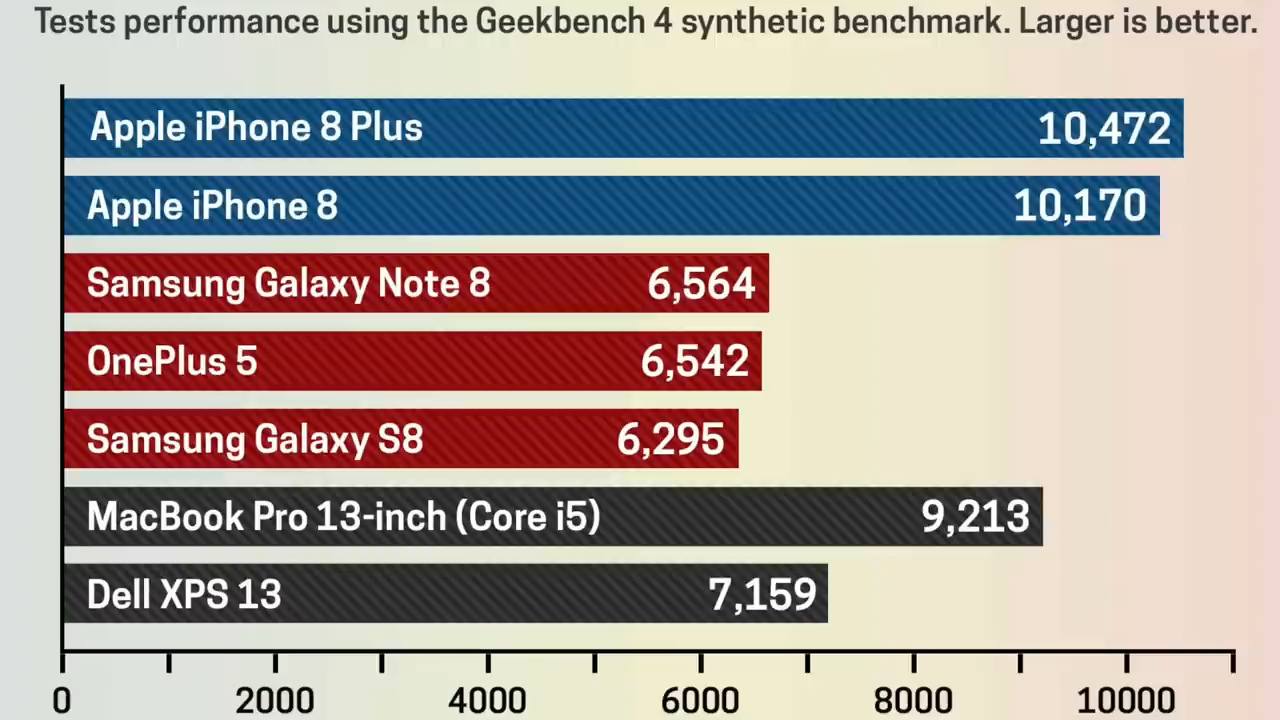 Tests performance using the Geekbench 4 synthetic benchmark. Larger is better.
Apple iPhone 8 Plus 10,472
Apple iPhone 8 10,170
Samsung Galaxy Note 8 6,564
OnePlus 5 6,542
Samsung Galaxy S8 6,295
MacBook Pro 13-inch (Core i5) 9,213
Dell XPS 13 7,159
0 2000 4000 6000 8000 10000